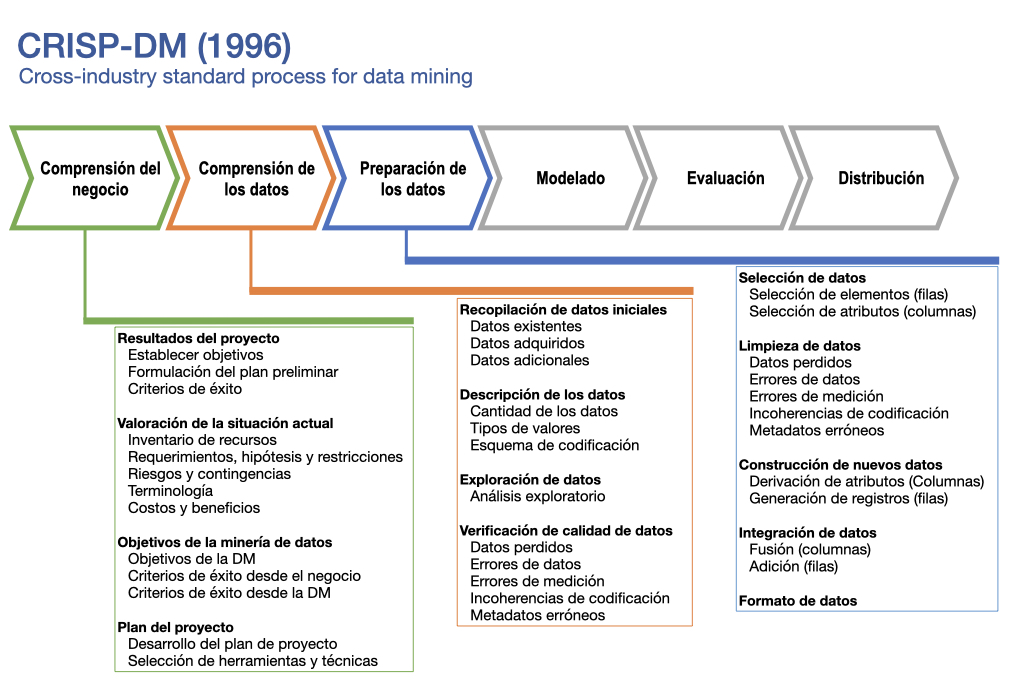 CRISP-DM (1996)
Cross-industry standard process for data mining
Comprensión del
negocio
Comprensión de
los datos
Preparación de
los datos
Modelado
Evaluación
Distribución
Resultados del proyecto
Establecer objetivos
Formulación del plan preliminar
Criterios de éxito
Valoración de la situación actual
Inventario de recursos
Requerimientos, hipótesis y restricciones
Riesgos y contingencias
Terminología
Costos y beneficios
Objetivos de la minería de datos
Objetivos de la DM
Criterios de éxito desde el negocio
Criterios de éxito desde la DM
Plan del proyecto
Desarrollo del plan de proyecto
Selección de herramientas y técnicas
Recopilación de datos iniciales
Datos existentes
Datos adquiridos
Datos adicionales
Descripción de los datos
Cantidad de los datos
Tipos de valores
Esquema de codificación
Exploración de datos
Análisis exploratorio
Verificación de calidad de datos
Datos perdidos
Errores de datos
Errores de medición
Incoherencias de codificación
Metadatos erróneos
Selección de datos
Selección de elementos (filas)
Selección de atributos (columnas)
Limpieza de datos
Datos perdidos
Errores de datos
Errores de medición
Incoherencias de codificación
Metadatos erróneos
Construcción de nuevos datos
Derivación de atributos (Columnas)
Generación de registros (filas)
Integración de datos
Fusión (columnas)
Adición (filas)
Formato de datos